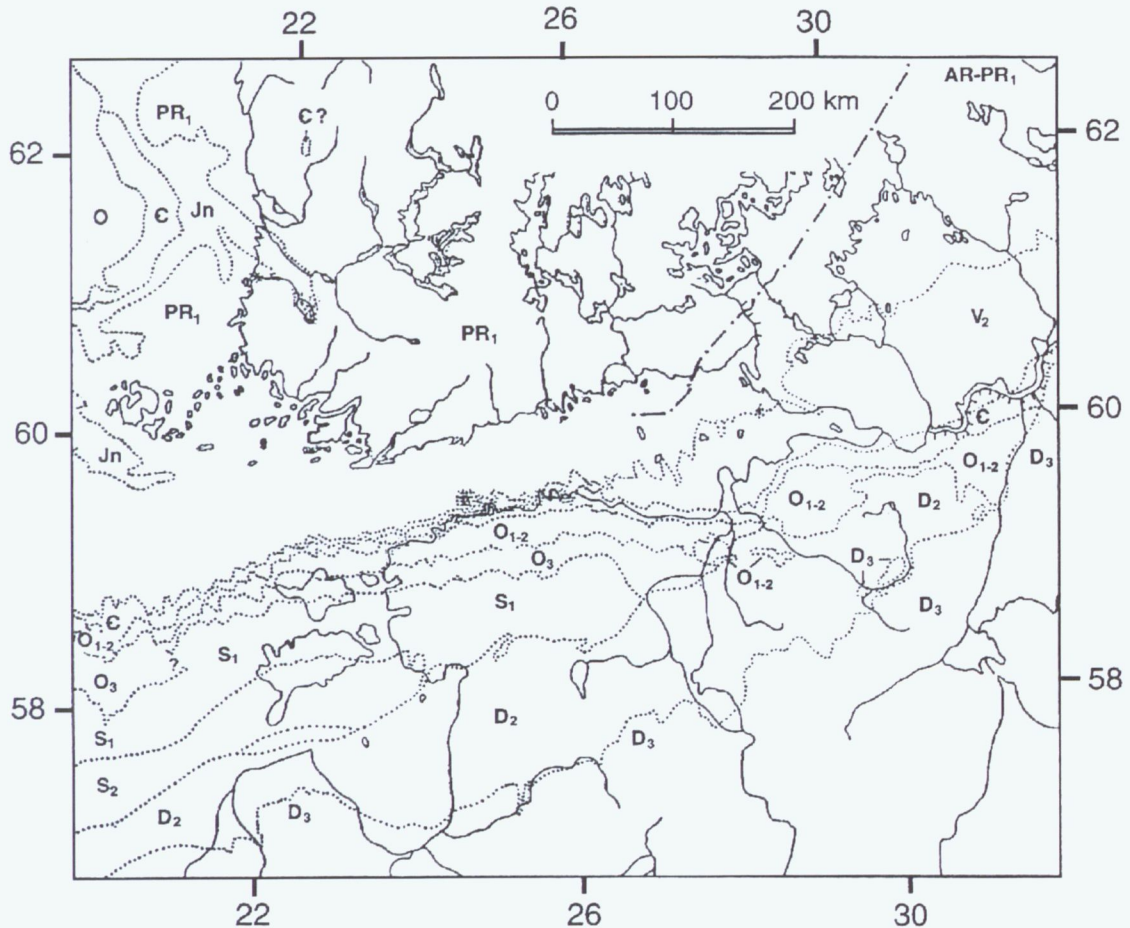 22 26 30
AR-PR₁
0 100 200 km
PR₁
Є?
62 62
O Є Jn
PR₁
PR₁
V₂
60 60
Є
Jn
O₁₋₂ D₃
O₁₋₂ D₂
O₁₋₂
O₃ D₃
O₁₋₂
S₁ D₃
Є
O₁₋₂
S₁
?
O₃
58 58
D₂
S₁ D₃
S₂
D₂ D₃
22 26 30